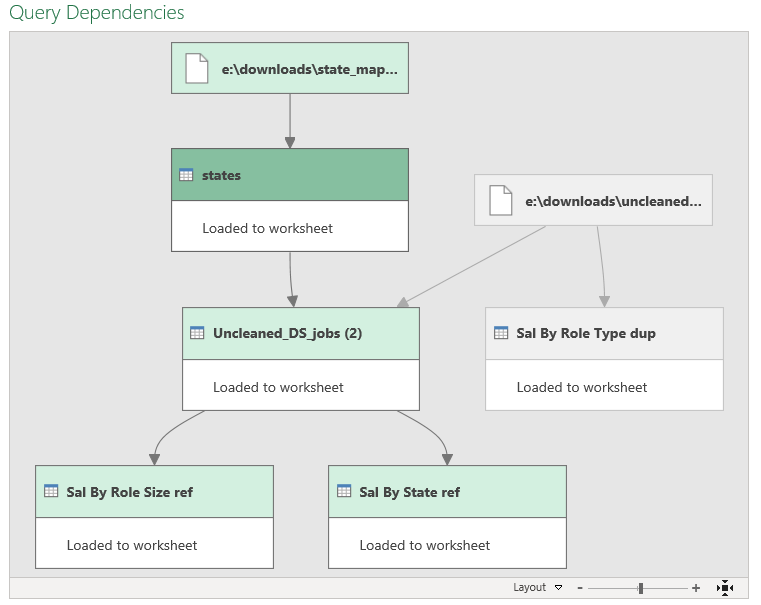 Query Dependencies
e:\downloads\state_map...
states
Loaded to worksheet
e:\downloads\uncleaned...
Uncleaned_DS_jobs (2)
Loaded to worksheet
Sal By Role Type dup
Loaded to worksheet
Sal By Role Size ref
Loaded to worksheet
Sal By State ref
Loaded to worksheet
Layout